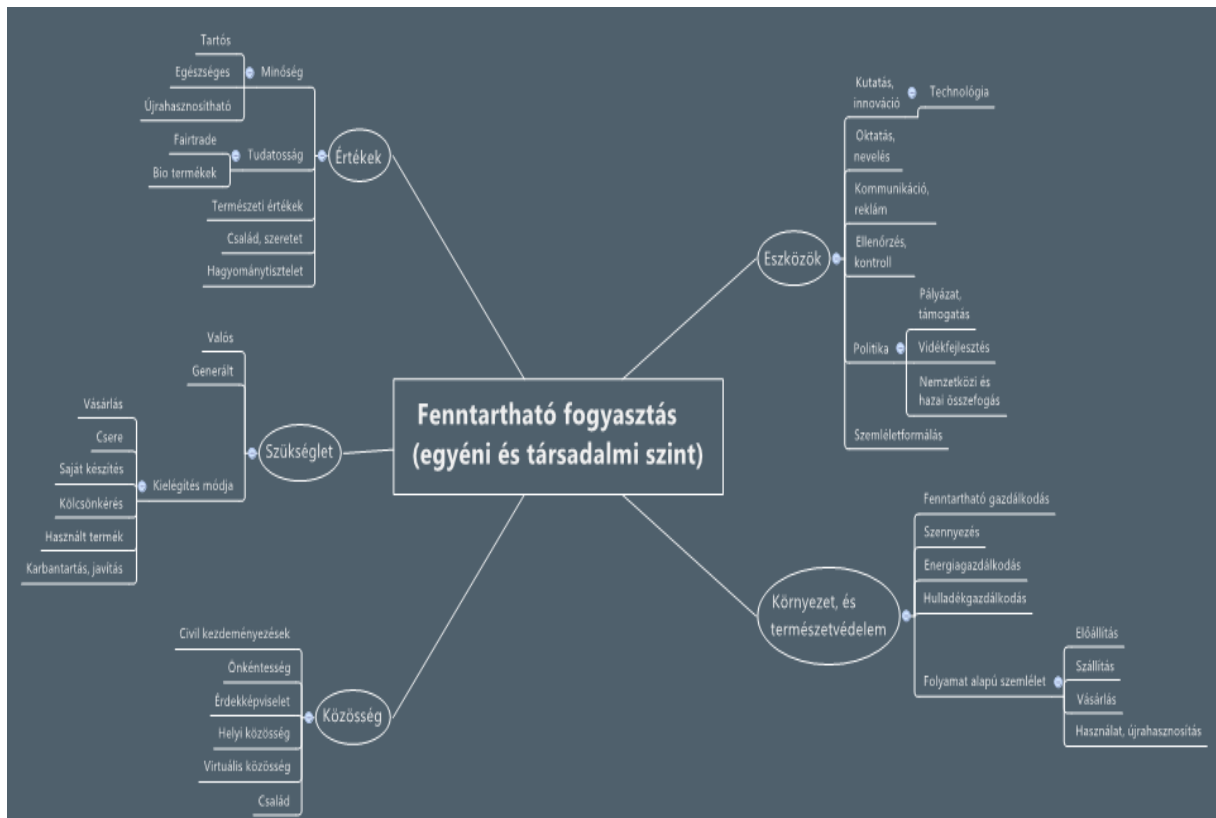 Fenntartható fogyasztás
(egyéni és társadalmi szint)
Értékek
Minőség
Tartós
Egészséges
Újrahasznosítható
Tudatosság
Fairtrade
Bio termékek
Természeti értékek
Család, szeretet
Hagyománytisztelet
Szükséglet
Valós
Generált
Kielégítés módja
Vásárlás
Csere
Saját készítés
Kölcsönkérés
Használt termék
Karbantartás, javítás
Közösség
Civil kezdeményezések
Önkéntesség
Érdekképviselet
Helyi közösség
Virtuális közösség
Család
Eszközök
Kutatás,
innováció
Technológia
Oktatás,
nevelés
Kommunikáció,
reklám
Ellenőrzés,
kontroll
Politika
Pályázat,
támogatás
Vidékfejlesztés
Nemzetközi és
hazai összefogás
Szemléletformálás
Környezet, és
természetvédelem
Fenntartható gazdálkodás
Szennyezés
Energiagazdálkodás
Hulladékgazdálkodás
Folyamat alapú szemlélet
Előállítás
Szállítás
Vásárlás
Használat, újrahasznosítás